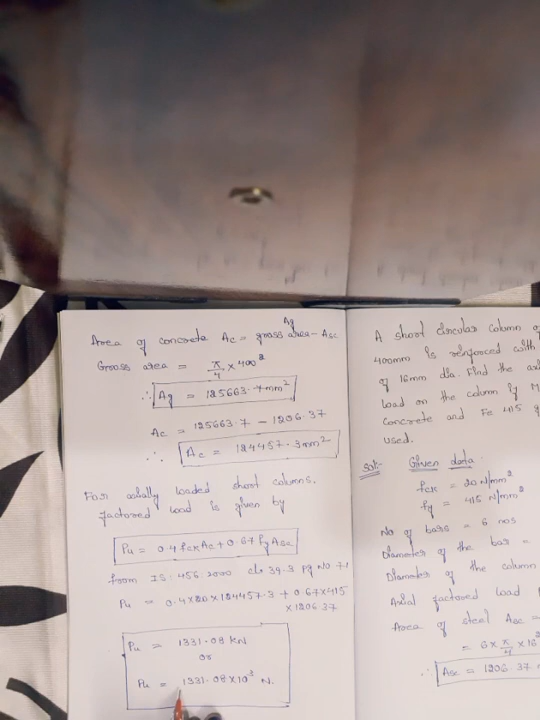 Area of concrete Ac = gross area - Asc
Ag
Gross area = π/4 × 400²
∴ Ag = 125663.7 mm²
Ac = 125663.7 - 1206.37
∴ Ac = 124457.3 mm²
For axially loaded short columns.
factored load is given by
Pu = 0.4 fck Ac + 0.67 fy Asc
from IS: 456.2000 cl. 39.3 Pg No 71
Pu = 0.4×20×124457.3 + 0.67×415
×1206.37
Pu = 1331.08 kN
or
Pu = 1331.08×10³ N.
A short circular column of
400mm is reinforced with
of 16mm dia. Find the
load on the column if M
Concrete and Fe 415
used.
Sol:- Given data:
fck = 20 N/mm²
fy = 415 N/mm²
No of bars = 6 nos
Diameter of the bar =
Diameter of the column
Axial factored load
Area of steel Asc =
= 6×π/4×16²
∴ Asc = 1206.37